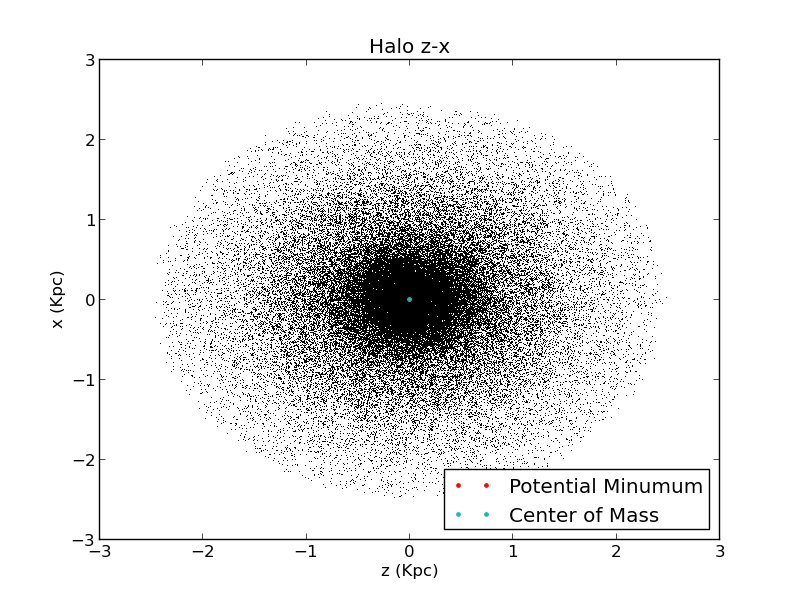 Halo z-x
3
2
1
0
−1
−2
−3
x (Kpc)
−3 −2 −1 0 1 2 3
z (Kpc)
Potential Minumum
Center of Mass